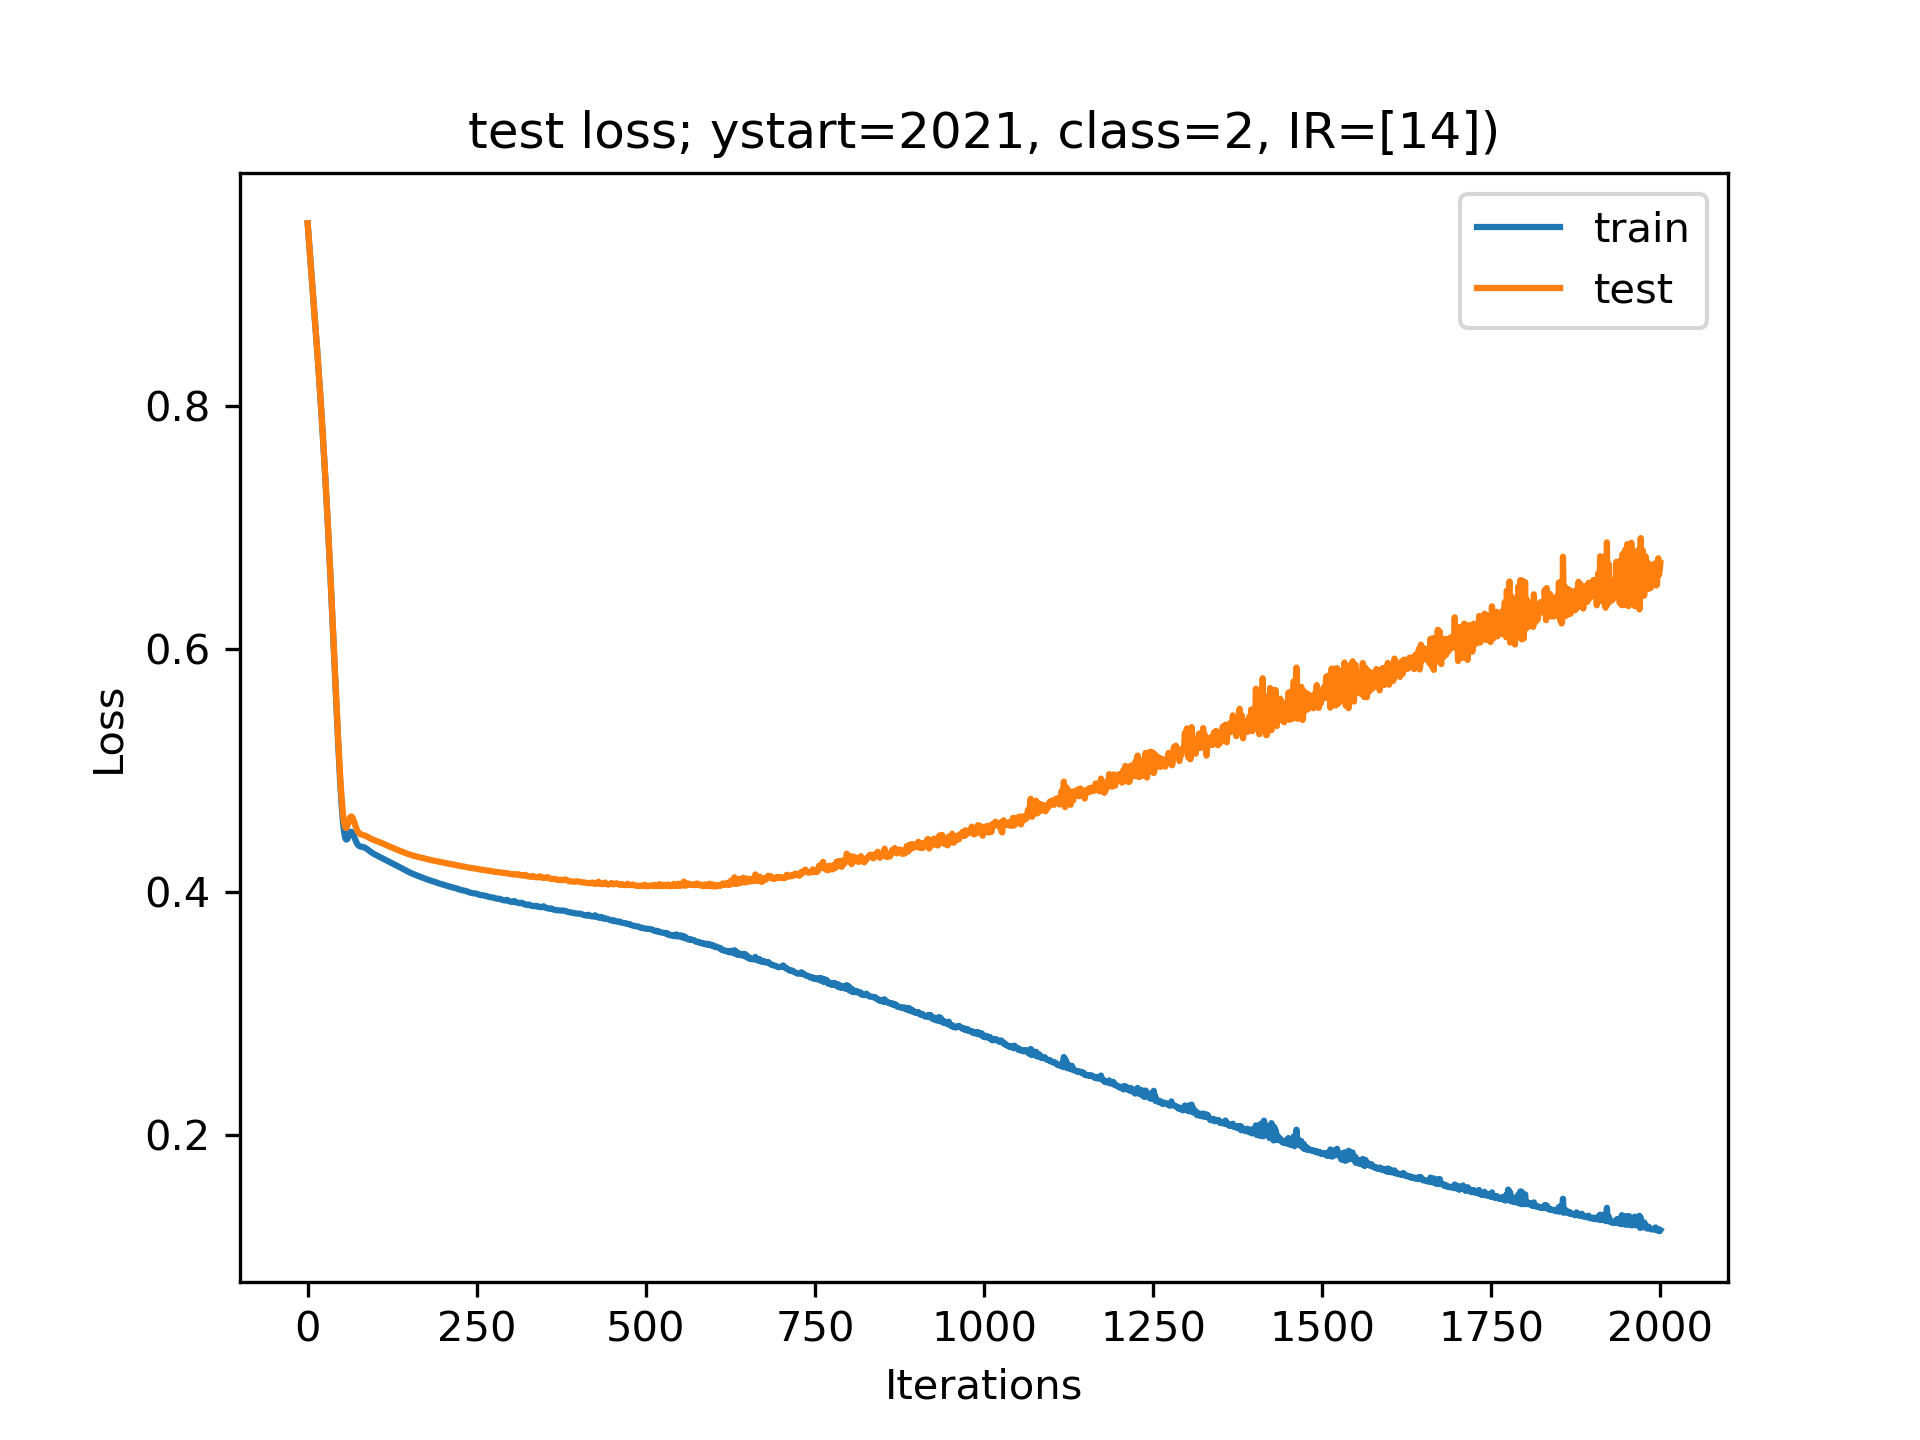 test loss; ystart=2021, class=2, IR=[14])
train
test
0.8
0.6
0.4
0.2
Loss
0 250 500 750 1000 1250 1500 1750 2000
Iterations